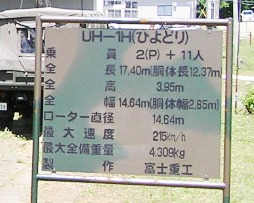 UH-1H(ひよどり)
乗員 2(P)+11人
全長 17,40m(胴体長12.37m)
全高 3,95m
全幅 14,64m(胴体幅2,85m)
ローター直径 14.64m
最大速度 215km/h
最大全備重量 4,309kg
製作 富士重工